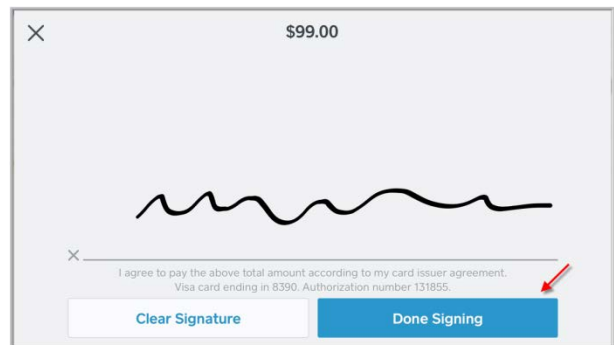 $99.00
I agree to pay the above total amount according to my card issuer agreement.
Visa card ending in 8390. Authorization number 131855.
Clear Signature
Done Signing